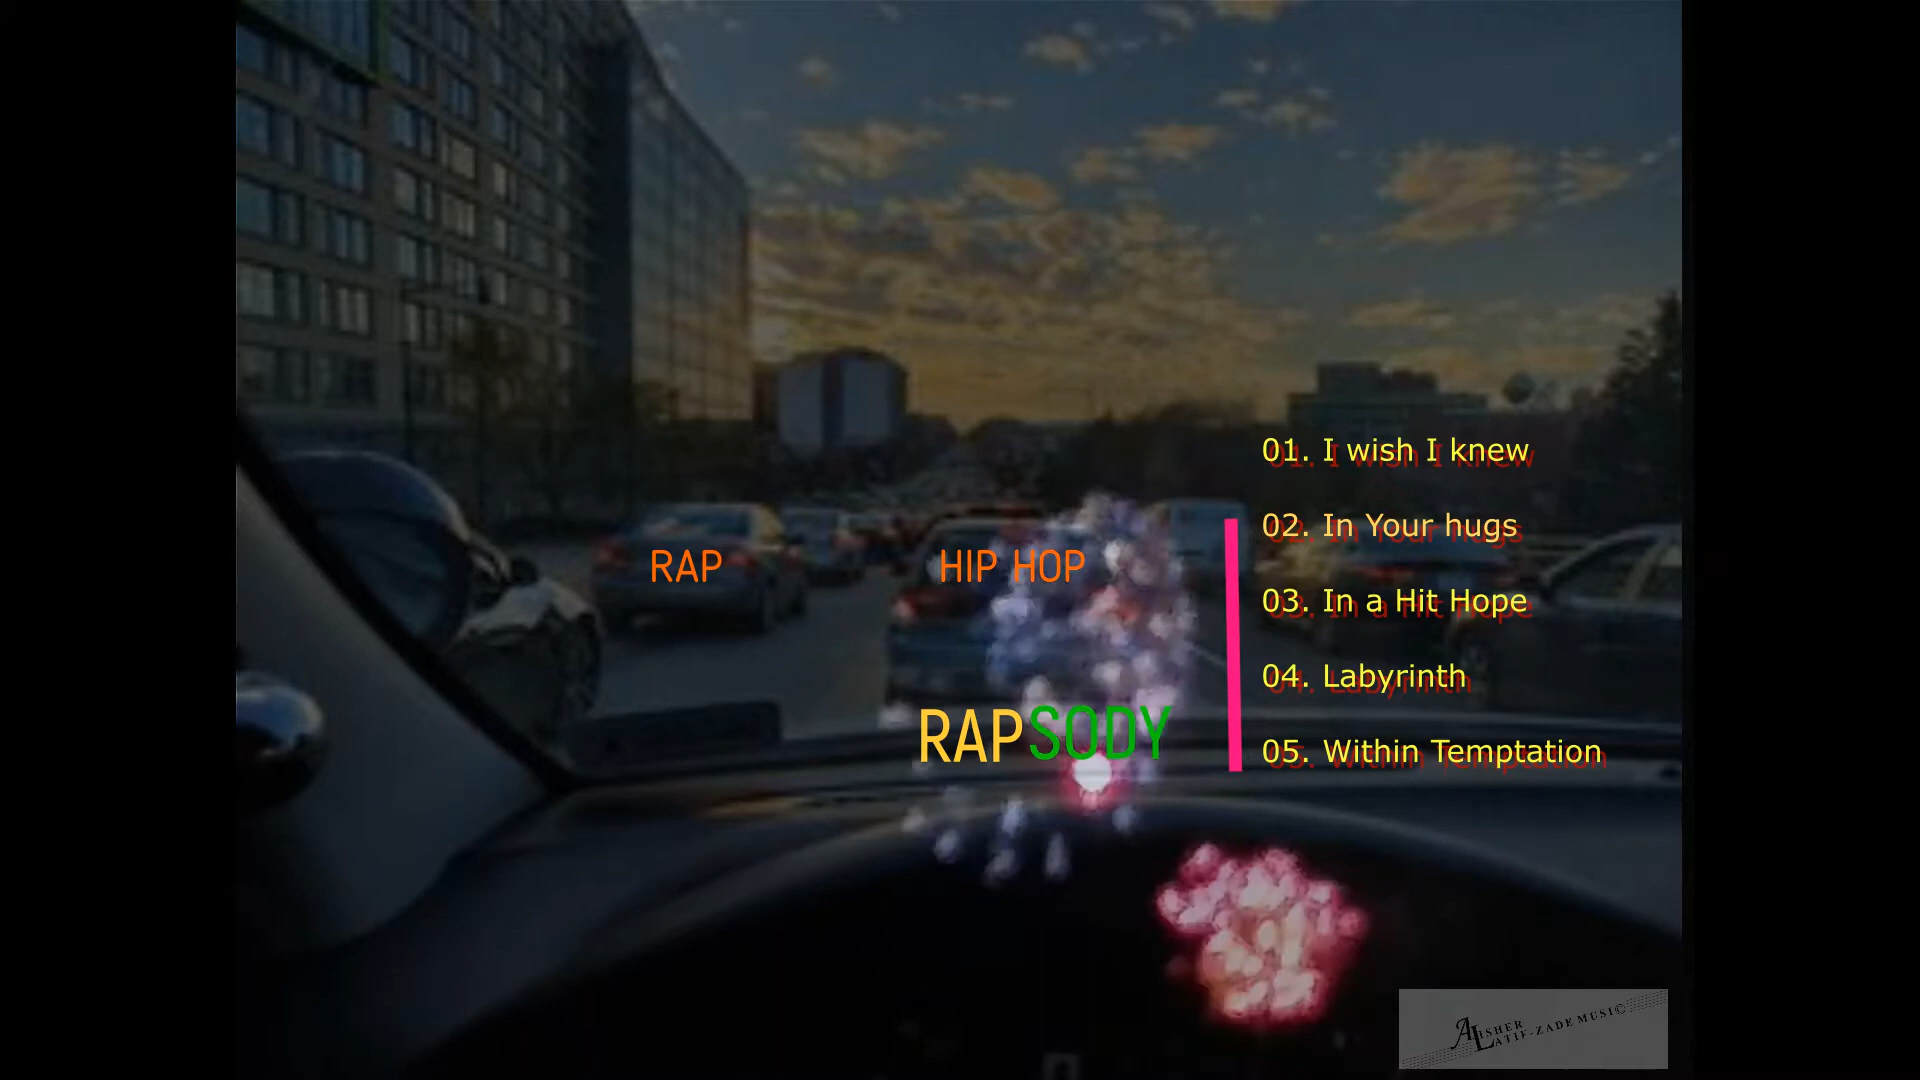 01. I wish I knew
02. In Your hugs
03. In a Hit Hope
04. Labyrinth
05. Within Temptation
RAP
HIP HOP
RAPSODY
ALISHER
LATIF-ZADE MUSI©